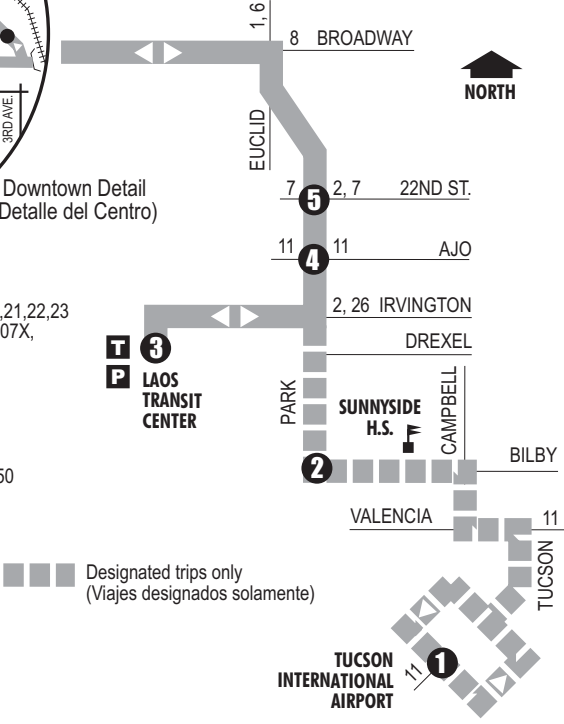 1, 6
8 BROADWAY
NORTH
3RD AVE.
EUCLID
Downtown Detail
Detalle del Centro)
7 5 2, 7 22ND ST.
11 4 11 AJO
,21,22,23
07X,
2, 26 IRVINGTON
DREXEL
T 3
P LAOS
TRANSIT
CENTER
PARK
SUNNYSIDE
H.S.
CAMPBELL
2
BILBY
50
VALENCIA
11
TUCSON
Designated trips only
(Viajes designados solamente)
1
11
TUCSON
INTERNATIONAL
AIRPORT